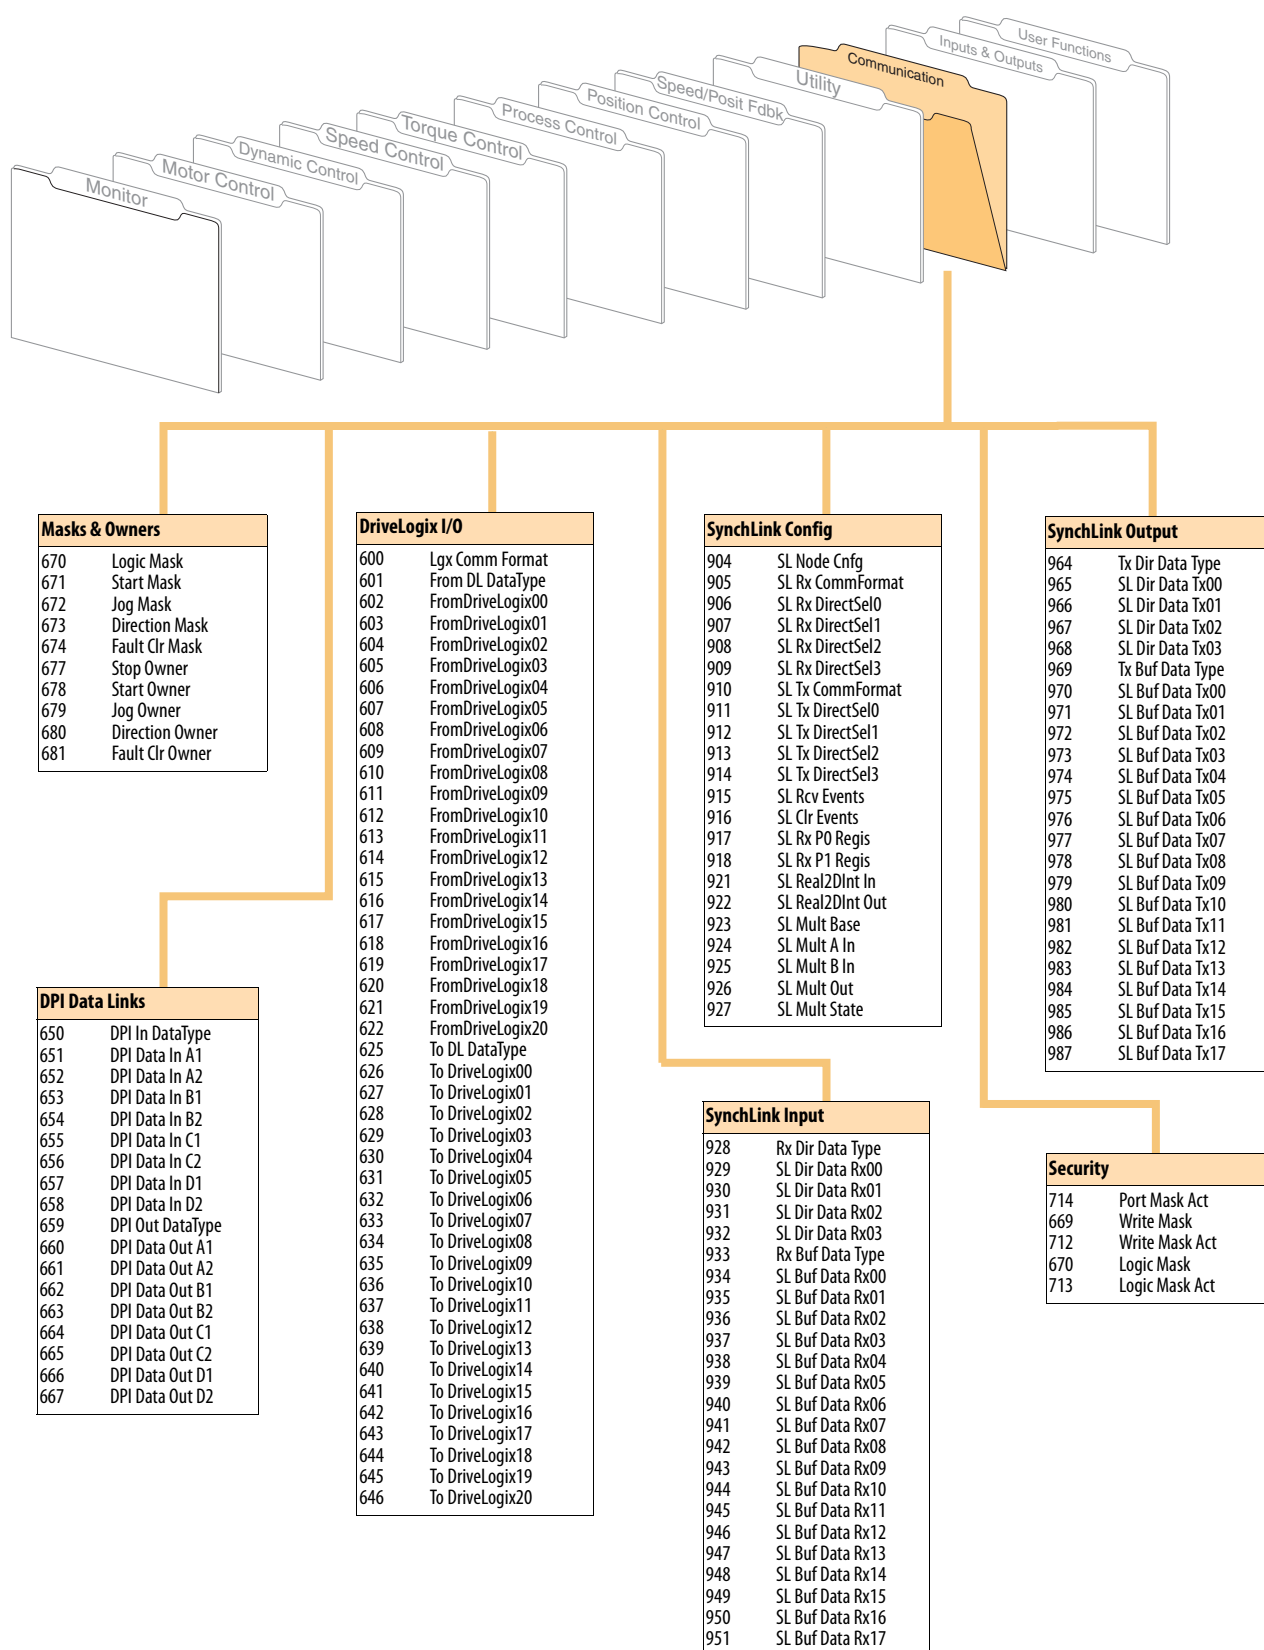 Monitor
Motor Control
Dynamic Control
Speed Control
Torque Control
Process Control
Position Control
Speed/Posit Fdbk
Utility
Communication
Inputs & Outputs
User Functions
Masks & Owners
670 Logic Mask
671 Start Mask
672 Jog Mask
673 Direction Mask
674 Fault Clr Mask
677 Stop Owner
678 Start Owner
679 Jog Owner
680 Direction Owner
681 Fault Clr Owner
DPI Data Links
650 DPI In DataType
651 DPI Data In A1
652 DPI Data In A2
653 DPI Data In B1
654 DPI Data In B2
655 DPI Data In C1
656 DPI Data In C2
657 DPI Data In D1
658 DPI Data In D2
659 DPI Out DataType
660 DPI Data Out A1
661 DPI Data Out A2
662 DPI Data Out B1
663 DPI Data Out B2
664 DPI Data Out C1
665 DPI Data Out C2
666 DPI Data Out D1
667 DPI Data Out D2
DriveLogix I/O
600 Lgx Comm Format
601 From DL DataType
602 FromDriveLogix00
603 FromDriveLogix01
604 FromDriveLogix02
605 FromDriveLogix03
606 FromDriveLogix04
607 FromDriveLogix05
608 FromDriveLogix06
609 FromDriveLogix07
610 FromDriveLogix08
611 FromDriveLogix09
612 FromDriveLogix10
613 FromDriveLogix11
614 FromDriveLogix12
615 FromDriveLogix13
616 FromDriveLogix14
617 FromDriveLogix15
618 FromDriveLogix16
619 FromDriveLogix17
620 FromDriveLogix18
621 FromDriveLogix19
622 FromDriveLogix20
625 To DL DataType
626 To DriveLogix00
627 To DriveLogix01
628 To DriveLogix02
629 To DriveLogix03
630 To DriveLogix04
631 To DriveLogix05
632 To DriveLogix06
633 To DriveLogix07
634 To DriveLogix08
635 To DriveLogix09
636 To DriveLogix10
637 To DriveLogix11
638 To DriveLogix12
639 To DriveLogix13
640 To DriveLogix14
641 To DriveLogix15
642 To DriveLogix16
643 To DriveLogix17
644 To DriveLogix18
645 To DriveLogix19
646 To DriveLogix20
SynchLink Config
904 SL Node Cnfg
905 SL Rx CommFormat
906 SL Rx DirectSel0
907 SL Rx DirectSel1
908 SL Rx DirectSel2
909 SL Rx DirectSel3
910 SL Tx CommFormat
911 SL Tx DirectSel0
912 SL Tx DirectSel1
913 SL Tx DirectSel2
914 SL Tx DirectSel3
915 SL Rcv Events
916 SL Clr Events
917 SL Rx P0 Regis
918 SL Rx P1 Regis
921 SL Real2DInt In
922 SL Real2DInt Out
923 SL Mult Base
924 SL Mult A In
925 SL Mult B In
926 SL Mult Out
927 SL Mult State
SynchLink Input
928 Rx Dir Data Type
929 SL Dir Data Rx00
930 SL Dir Data Rx01
931 SL Dir Data Rx02
932 SL Dir Data Rx03
933 Rx Buf Data Type
934 SL Buf Data Rx00
935 SL Buf Data Rx01
936 SL Buf Data Rx02
937 SL Buf Data Rx03
938 SL Buf Data Rx04
939 SL Buf Data Rx05
940 SL Buf Data Rx06
941 SL Buf Data Rx07
942 SL Buf Data Rx08
943 SL Buf Data Rx09
944 SL Buf Data Rx10
945 SL Buf Data Rx11
946 SL Buf Data Rx12
947 SL Buf Data Rx13
948 SL Buf Data Rx14
949 SL Buf Data Rx15
950 SL Buf Data Rx16
951 SL Buf Data Rx17
SynchLink Output
964 Tx Dir Data Type
965 SL Dir Data Tx00
966 SL Dir Data Tx01
967 SL Dir Data Tx02
968 SL Dir Data Tx03
969 Tx Buf Data Type
970 SL Buf Data Tx00
971 SL Buf Data Tx01
972 SL Buf Data Tx02
973 SL Buf Data Tx03
974 SL Buf Data Tx04
975 SL Buf Data Tx05
976 SL Buf Data Tx06
977 SL Buf Data Tx07
978 SL Buf Data Tx08
979 SL Buf Data Tx09
980 SL Buf Data Tx10
981 SL Buf Data Tx11
982 SL Buf Data Tx12
983 SL Buf Data Tx13
984 SL Buf Data Tx14
985 SL Buf Data Tx15
986 SL Buf Data Tx16
987 SL Buf Data Tx17
Security
714 Port Mask Act
669 Write Mask
712 Write Mask Act
670 Logic Mask
713 Logic Mask Act